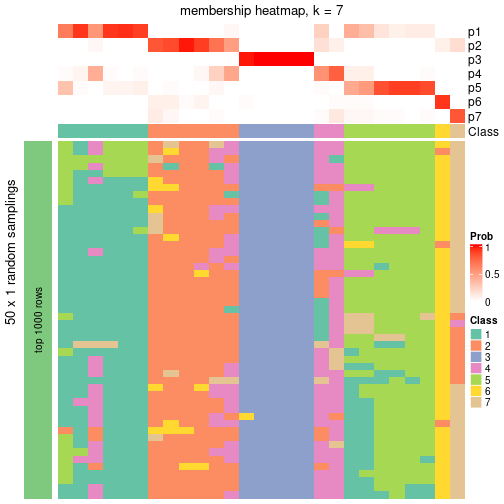 membership heatmap, k = 7
p1
p2
p3
p4
p5
p6
p7
Class
50 x 1 random samplings
top 1000 rows
Prob
1
0.5
0
Class
1
2
3
4
5
6
7